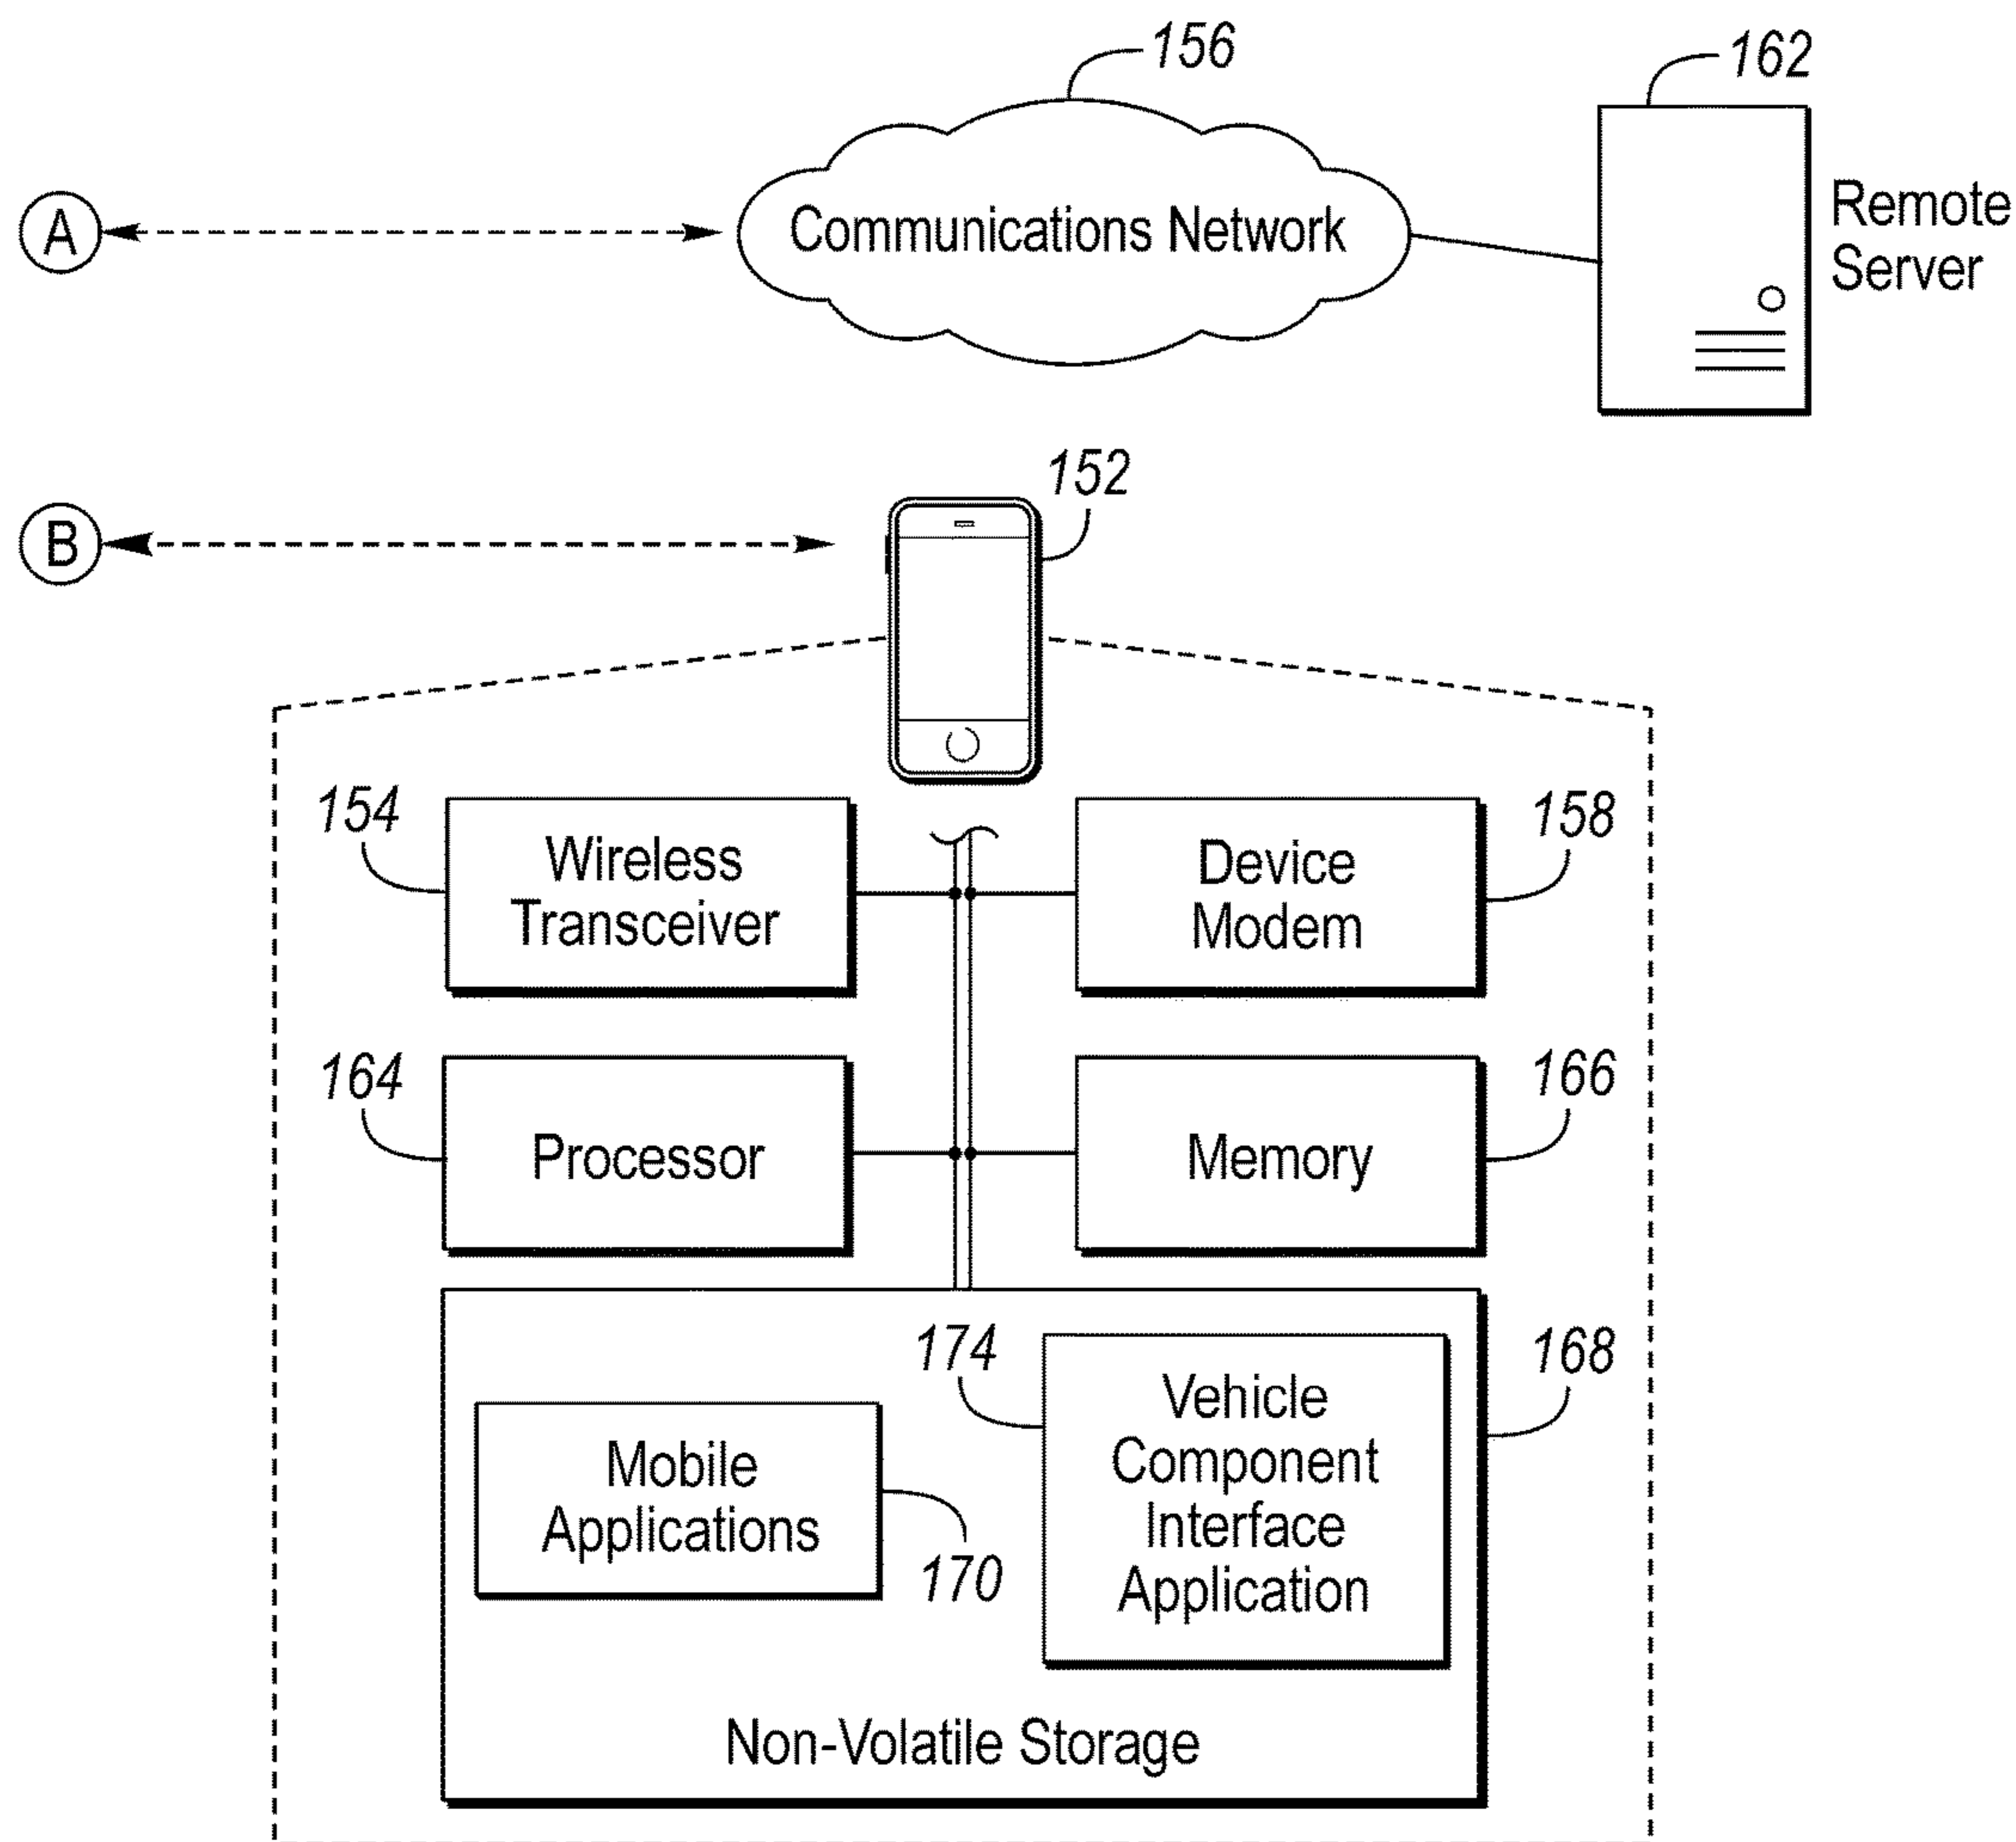 156
162
A
Communications Network
Remote
Server
152
B
154
Wireless
Transceiver
158
Device
Modem
164
Processor
166
Memory
174
Vehicle
Component
Interface
Application
168
Mobile
Applications
170
Non-Volatile Storage